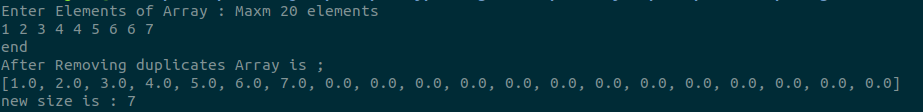 Enter Elements of Array : Maxm 20 elements
1 2 3 4 4 5 6 6 7
end
After Removing duplicates Array is ;
[1.0, 2.0, 3.0, 4.0, 5.0, 6.0, 7.0, 0.0, 0.0, 0.0, 0.0, 0.0, 0.0, 0.0, 0.0, 0.0, 0.0, 0.0, 0.0, 0.0]
new size is : 7